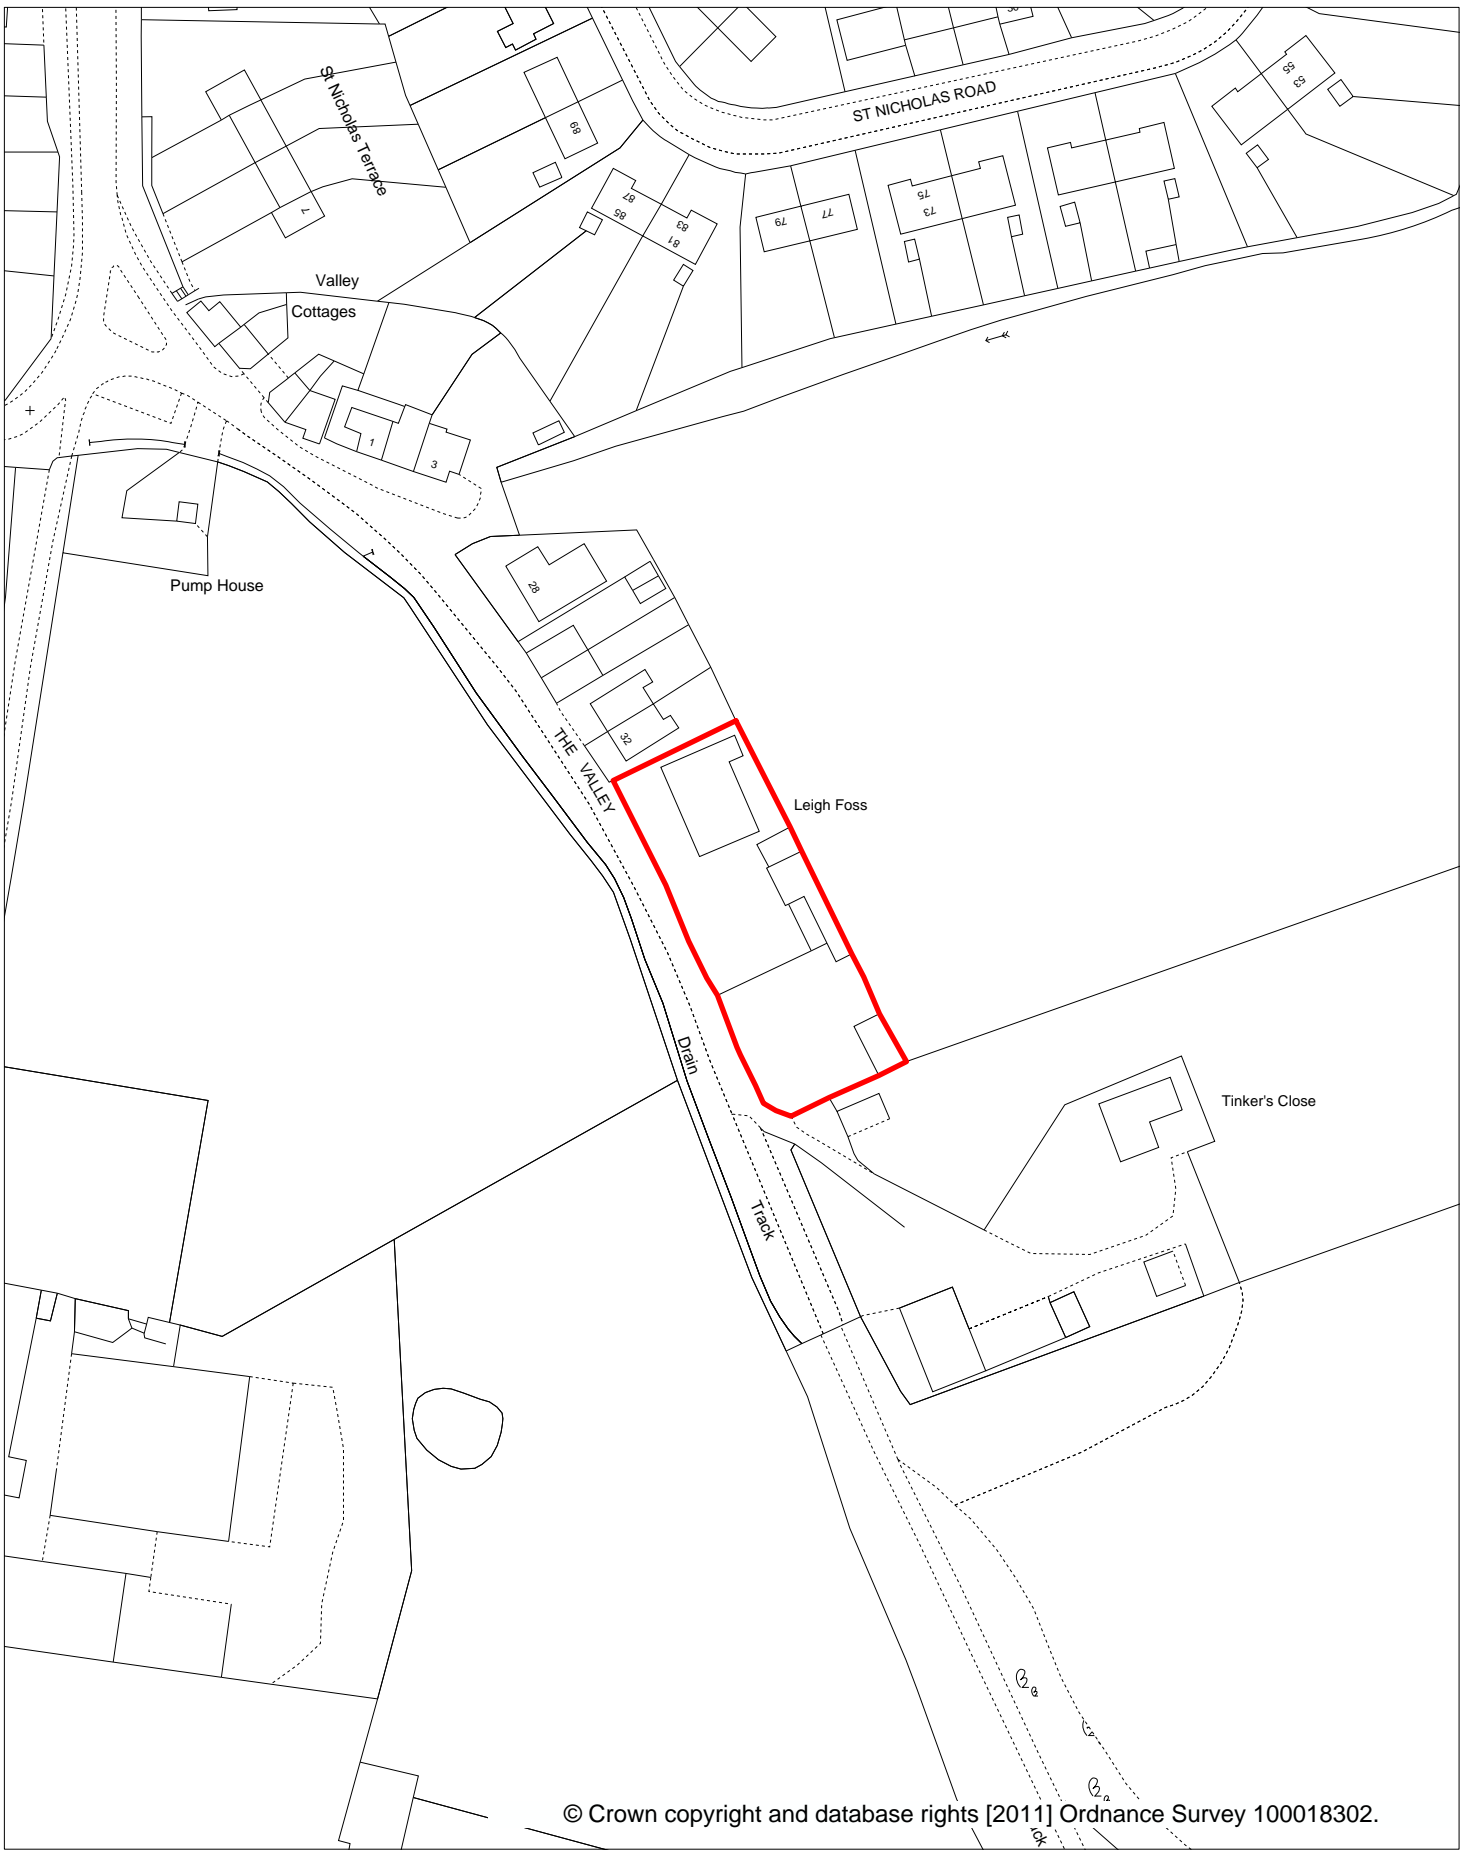 ST NICHOLAS ROAD
55
53
St Nicholas Terrace
89
7
87
85
83
81
79
77
75
73
Valley
Cottages
1
3
Pump House
28
32
THE VALLEY
Leigh Foss
Drain
Tinker's Close
Track
© Crown copyright and database rights [2011] Ordnance Survey 100018302.